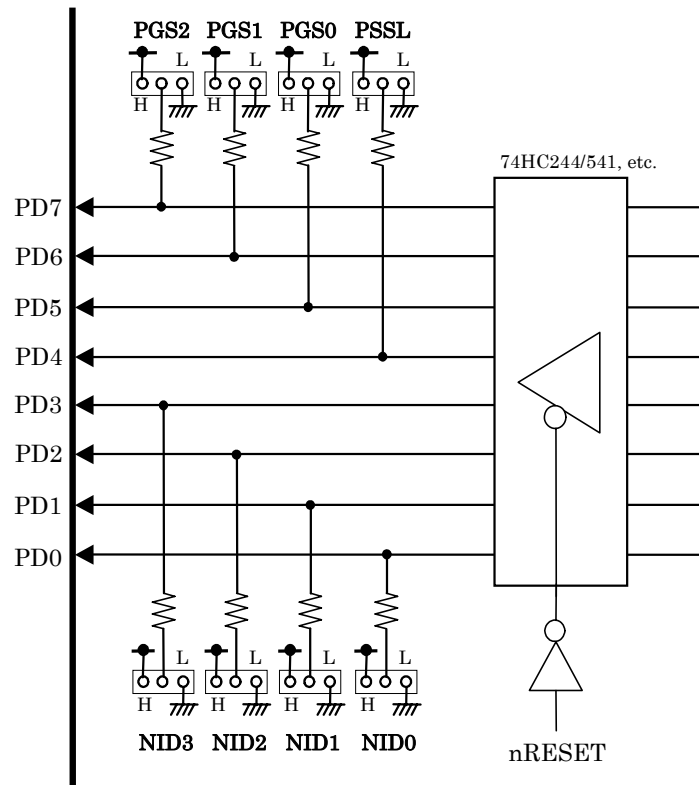 PGS2 PGS1 PGS0 PSSL
L L L L
H H H H
74HC244/541, etc.
PD7
PD6
PD5
PD4
PD3
PD2
PD1
PD0
L L L L
H H H H
NID3 NID2 NID1 NID0
nRESET